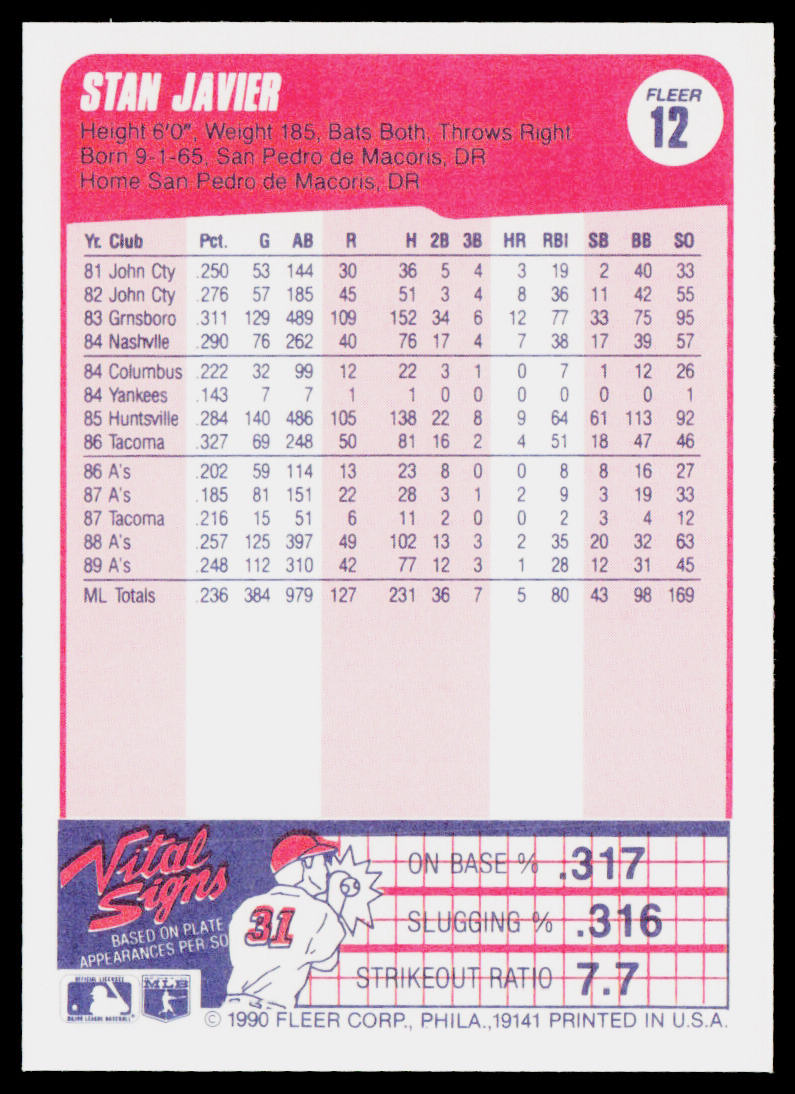 STAN JAVIER
FLEER
12
Height 6'0", Weight 185, Bats Both, Throws Right
Born 9-1-65, San Pedro de Macoris, DR
Home San Pedro de Macoris, DR
Yr. Club Pct. G AB R H 2B 3B HR RBI SB BB SO
81 John Cty .250 53 144 30 36 5 4 3 19 2 40 33
82 John Cty .276 57 185 45 51 3 4 8 36 11 42 55
83 Grnsboro .311 129 489 109 152 34 6 12 77 33 75 95
84 Nashvlle .290 76 262 40 76 17 4 7 38 17 39 57
84 Columbus .222 32 99 12 22 3 1 0 7 1 12 26
84 Yankees .143 7 7 1 1 0 0 0 0 0 0 1
85 Huntsville .284 140 486 105 138 22 8 9 64 61 113 92
86 Tacoma .327 69 248 50 81 16 2 4 51 18 47 46
86 A's .202 59 114 13 23 8 0 0 8 8 16 27
87 A's .185 81 151 22 28 3 1 2 9 3 19 33
87 Tacoma .216 15 51 6 11 2 0 0 2 3 4 12
88 A's .257 125 397 49 102 13 3 2 35 20 32 63
89 A's .248 112 310 42 77 12 3 1 28 12 31 45
ML Totals .236 384 979 127 231 36 7 5 80 43 98 169
Vital
Signs
BASED ON PLATE
APPEARANCES PER SO
31
ON BASE % .317
SLUGGING % .316
STRIKEOUT RATIO 7.7
OFFICIAL LICENSEE
MAJOR LEAGUE BASEBALL
MLB
© 1990 FLEER CORP., PHILA.,19141 PRINTED IN U.S.A.